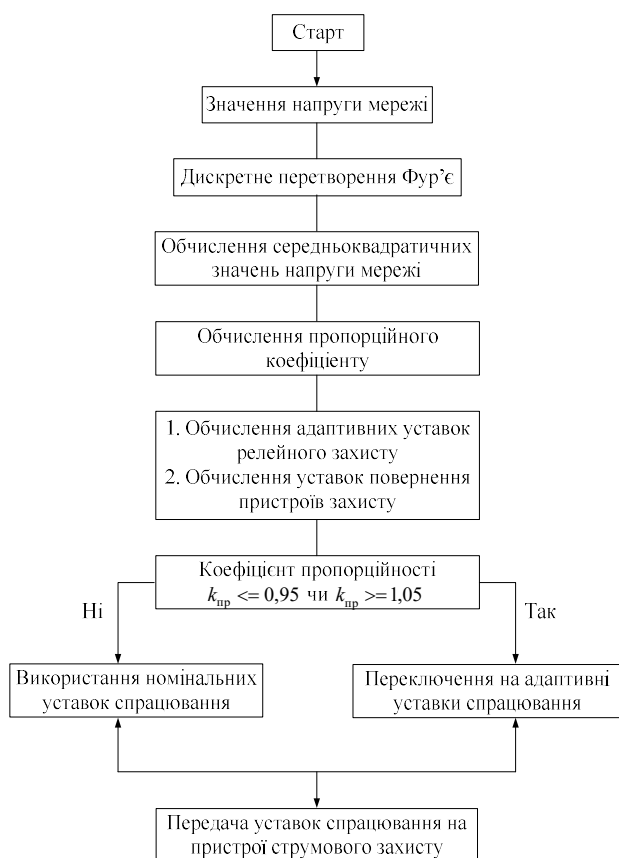 Старт
Значення напруги мережі
Дискретне перетворення Фур’є
Обчислення середньоквадратичних
значень напруги мережі
Обчислення пропорційного
коефіцієнту
1. Обчислення адаптивних уставок
релейного захисту
2. Обчислення уставок повернення
пристроїв захисту
Коефіцієнт пропорційності
k_пр <= 0,95 чи k_пр >= 1,05
Ні
Так
Використання номінальних
уставок спрацювання
Переключення на адаптивні
уставки спрацювання
Передача уставок спрацювання на
пристрої струмового захисту